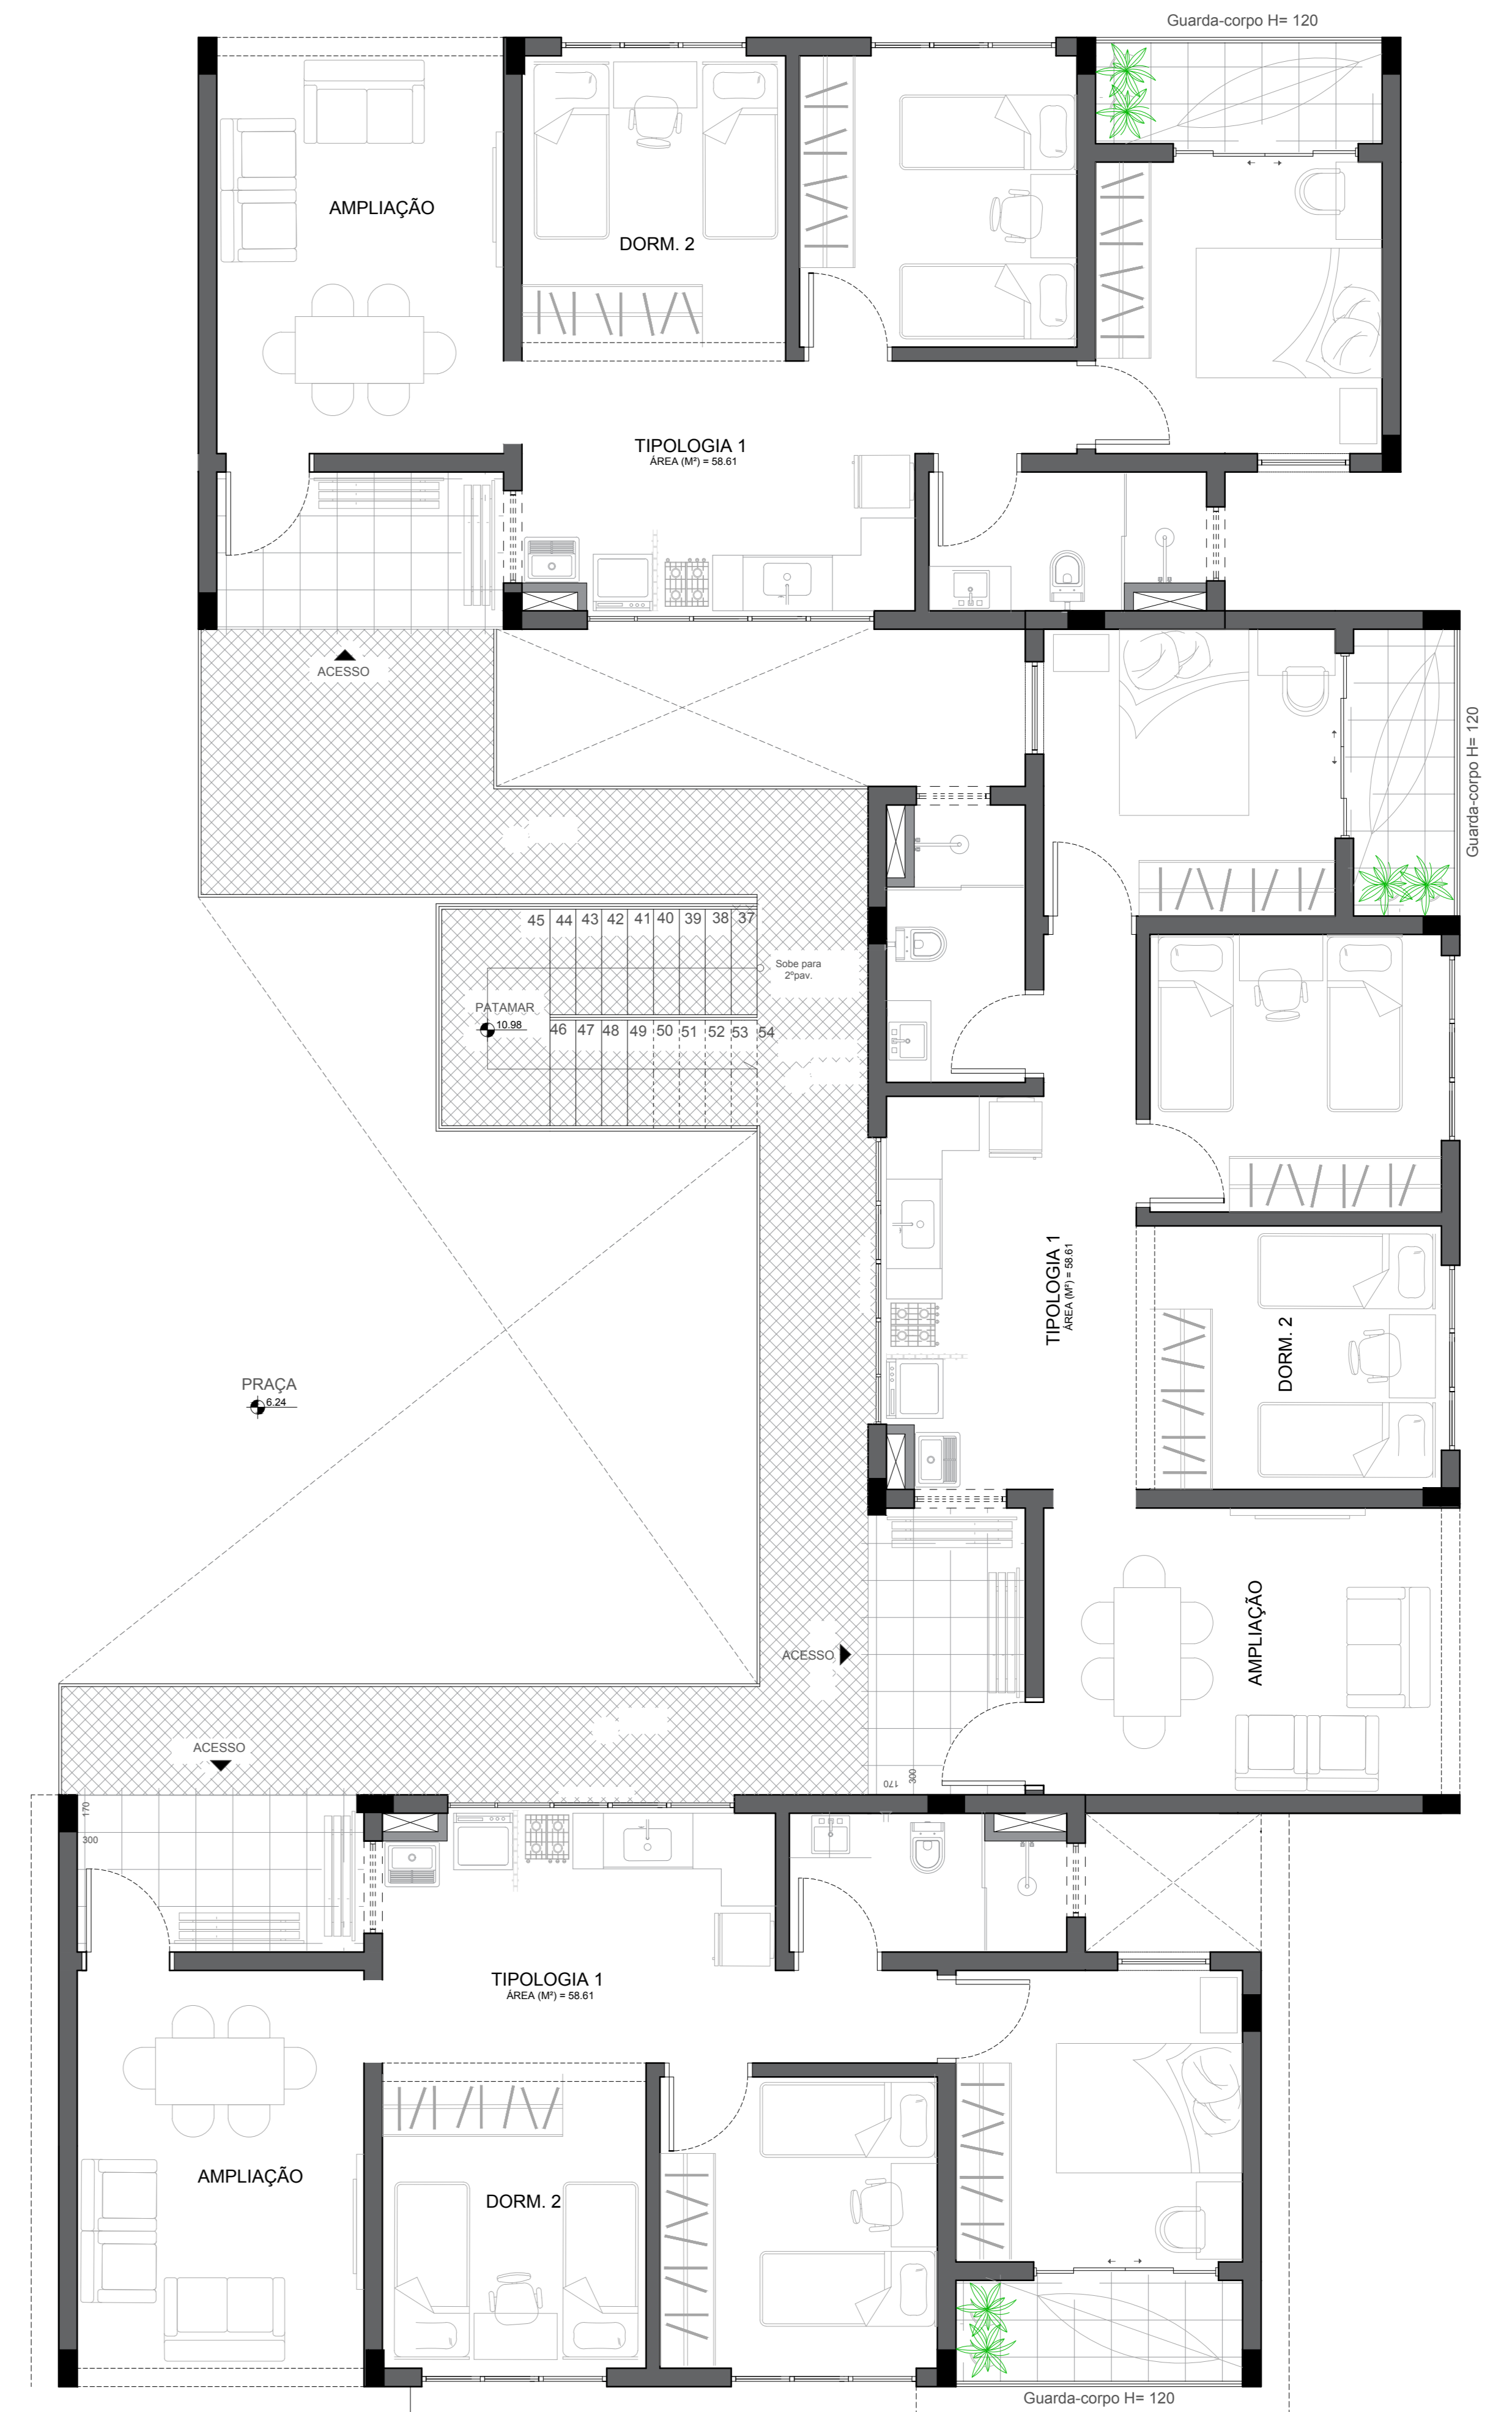 Guarda-corpo H= 120
AMPLIAÇÃO
DORM. 2
TIPOLOGIA 1
ÁREA (M²) = 58.61
ACESSO
Guarda-corpo H= 120
45 44 43 42 41 40 39 38 37
Sobe para
2ºpav.
PATAMAR
10.98
46 47 48 49 50 51 52 53 54
TIPOLOGIA 1
ÁREA (M²) = 58.61
DORM. 2
PRAÇA
6.24
AMPLIAÇÃO
ACESSO
ACESSO
170
300
170
300
TIPOLOGIA 1
ÁREA (M²) = 58.61
AMPLIAÇÃO
DORM. 2
Guarda-corpo H= 120